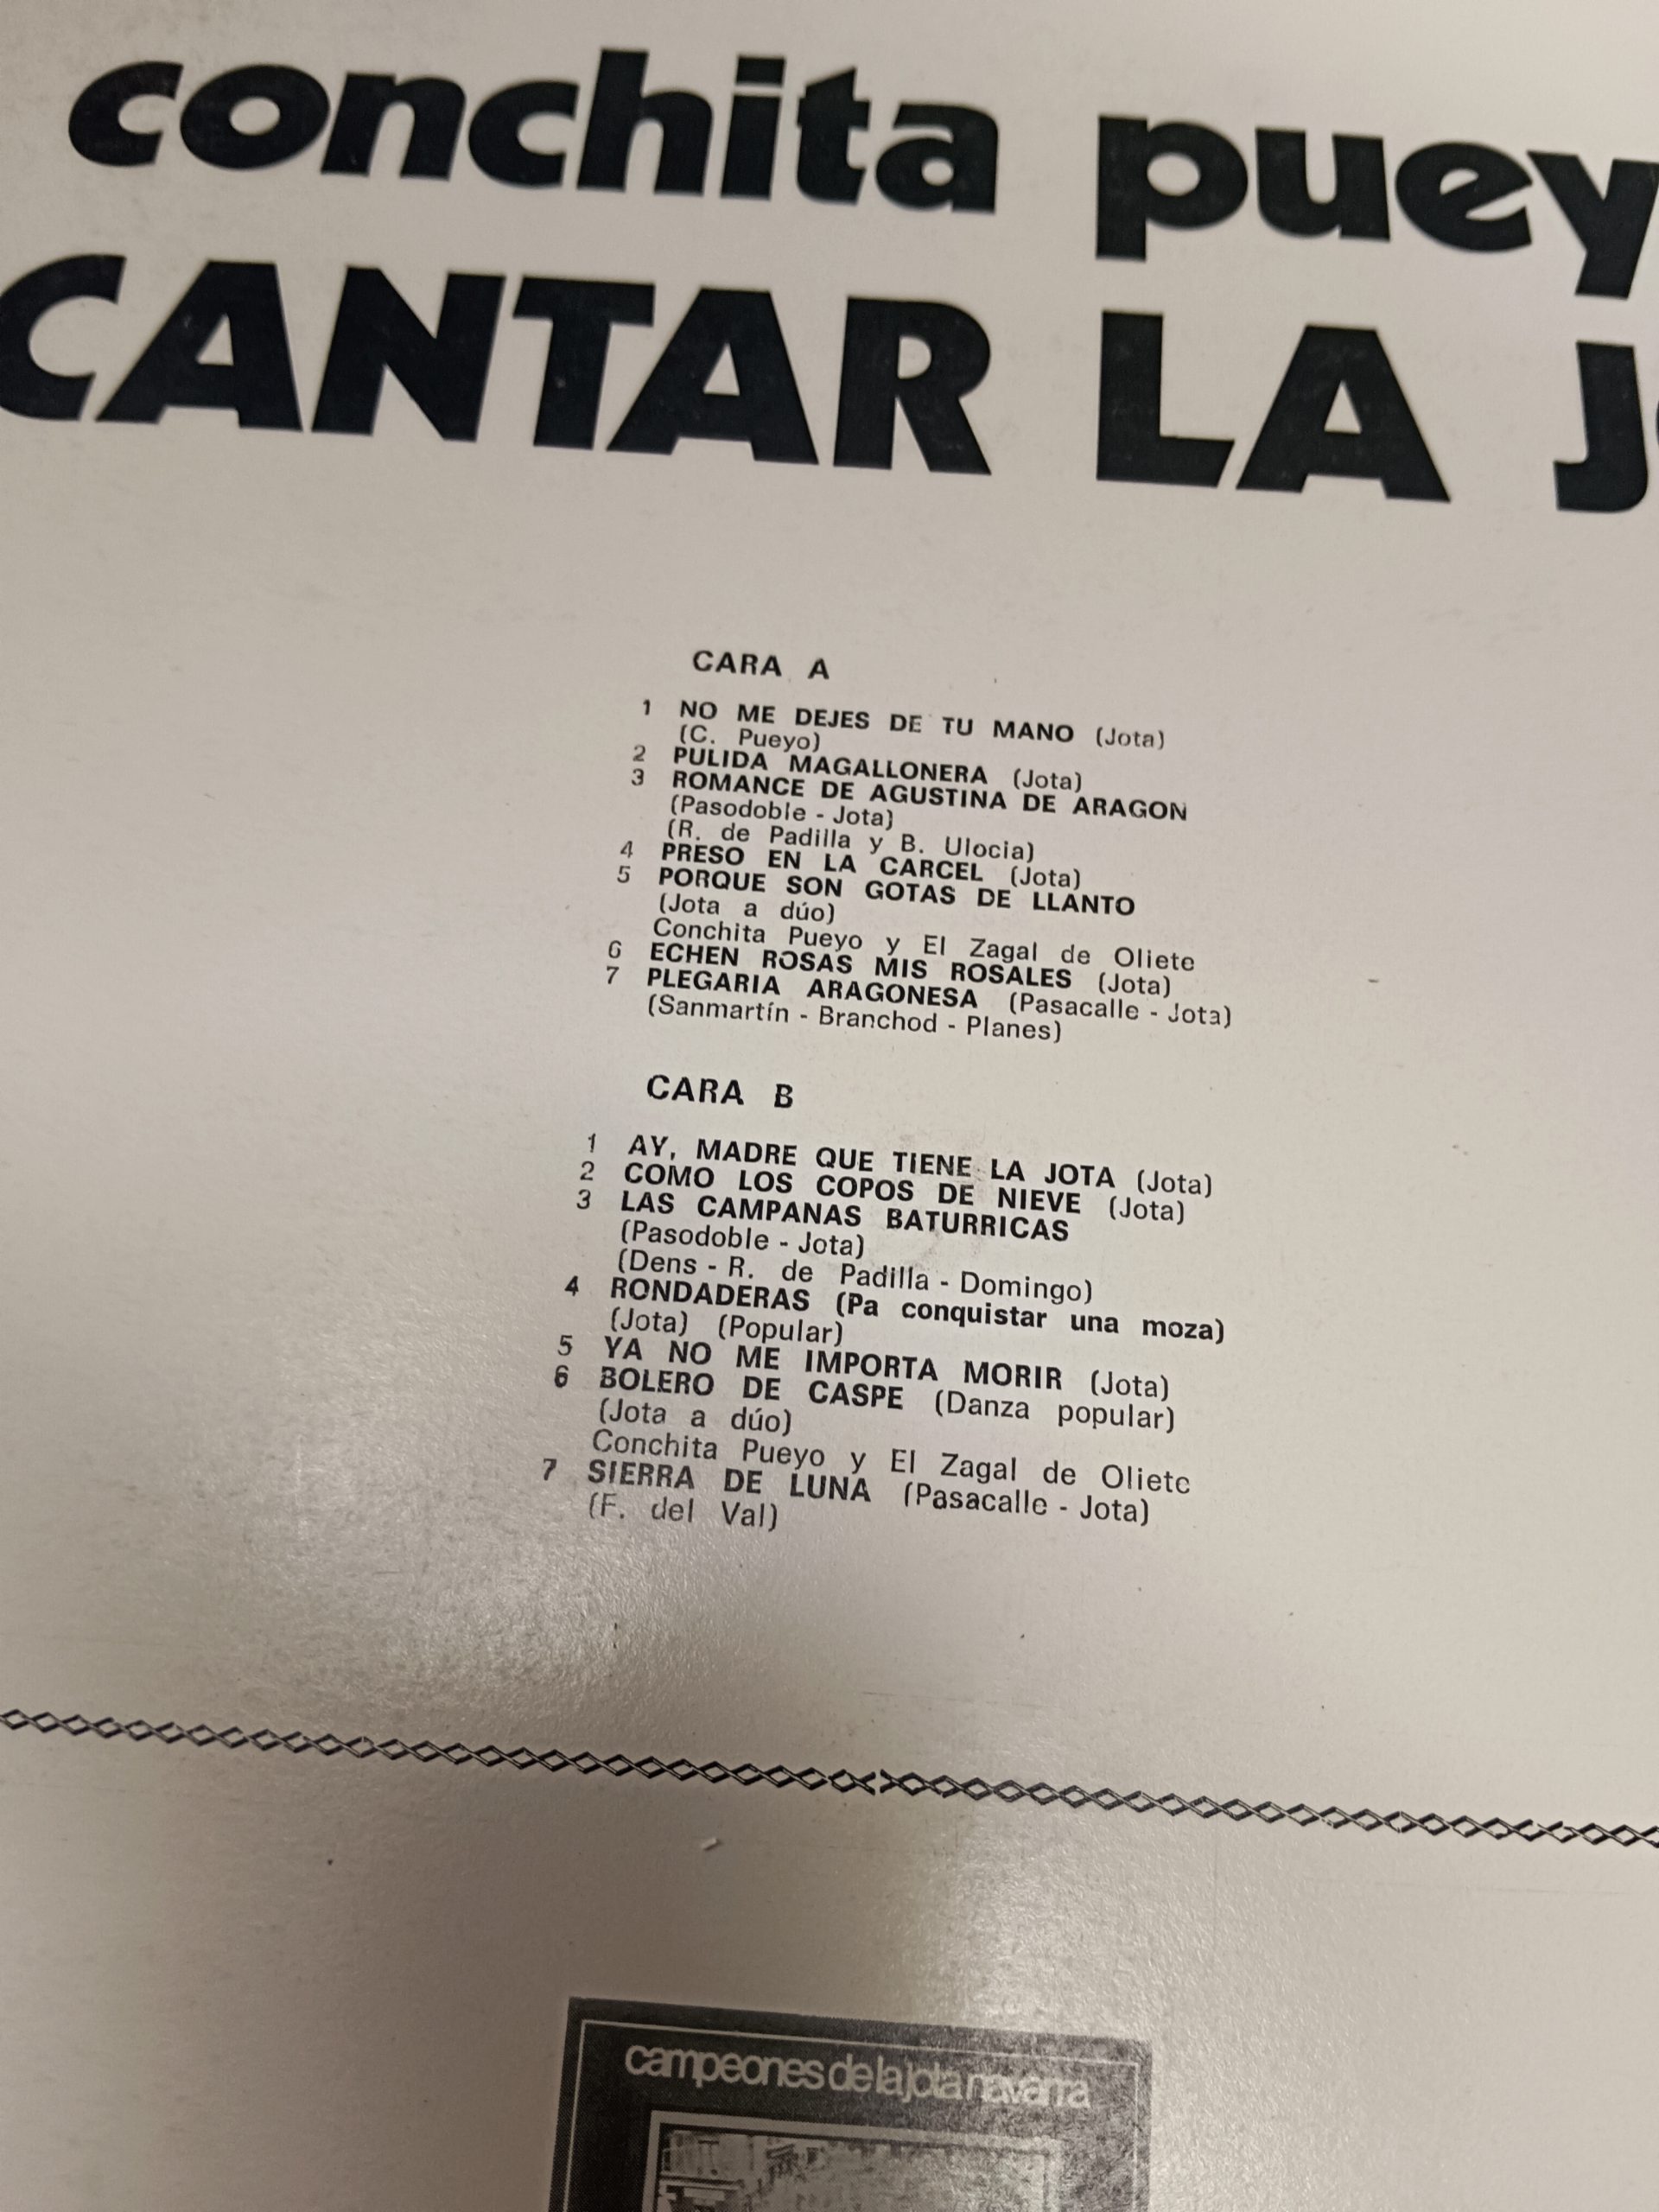 conchita puey
CANTAR LA J
CARA A
1 NO ME DEJES DE TU MANO (Jota)
(C. Pueyo)
2 PULIDA MAGALLONERA (Jota)
3 ROMANCE DE AGUSTINA DE ARAGON
(Pasodoble - Jota)
(R. de Padilla y B. Ulocia)
4 PRESO EN LA CARCEL (Jota)
5 PORQUE SON GOTAS DE LLANTO
(Jota a dúo)
Conchita Pueyo y El Zagal de Oliete
6 ECHEN ROSAS MIS ROSALES (Jota)
7 PLEGARIA ARAGONESA (Pasacalle - Jota)
(Sanmartín - Branchod - Planes)
CARA B
1 AY, MADRE QUE TIENE LA JOTA (Jota)
2 COMO LOS COPOS DE NIEVE (Jota)
3 LAS CAMPANAS BATURRICAS
(Pasodoble - Jota)
(Dens - R. de Padilla - Domingo)
4 RONDADERAS (Pa conquistar una moza)
(Jota) (Popular)
5 YA NO ME IMPORTA MORIR (Jota)
6 BOLERO DE CASPE (Danza popular)
(Jota a dúo)
Conchita Pueyo y El Zagal de Oliete
7 SIERRA DE LUNA (Pasacalle - Jota)
(F. del Val)
campeones de la jota navarra